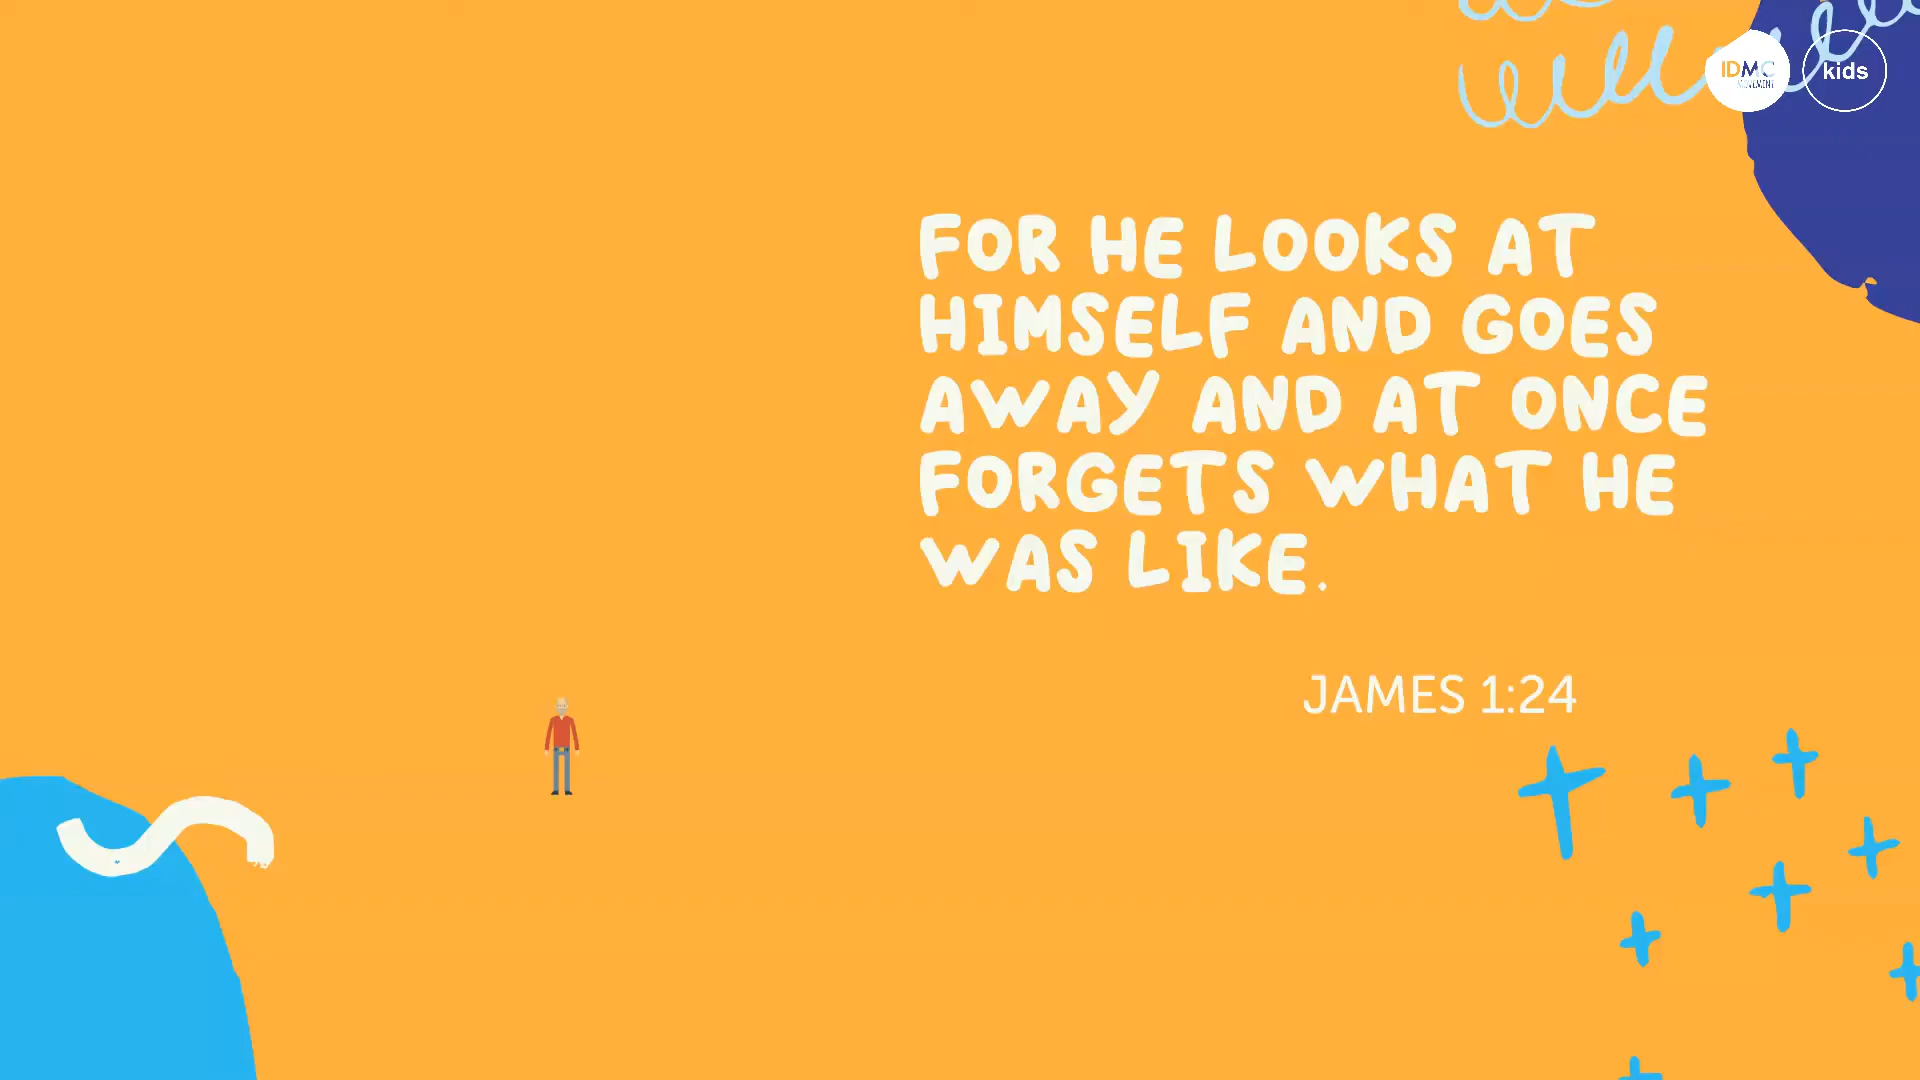 IDMC
MOVEMENT
kids
FOR HE LOOKS AT
HIMSELF AND GOES
AWAY AND AT ONCE
FORGETS WHAT HE
WAS LIKE.
JAMES 1:24